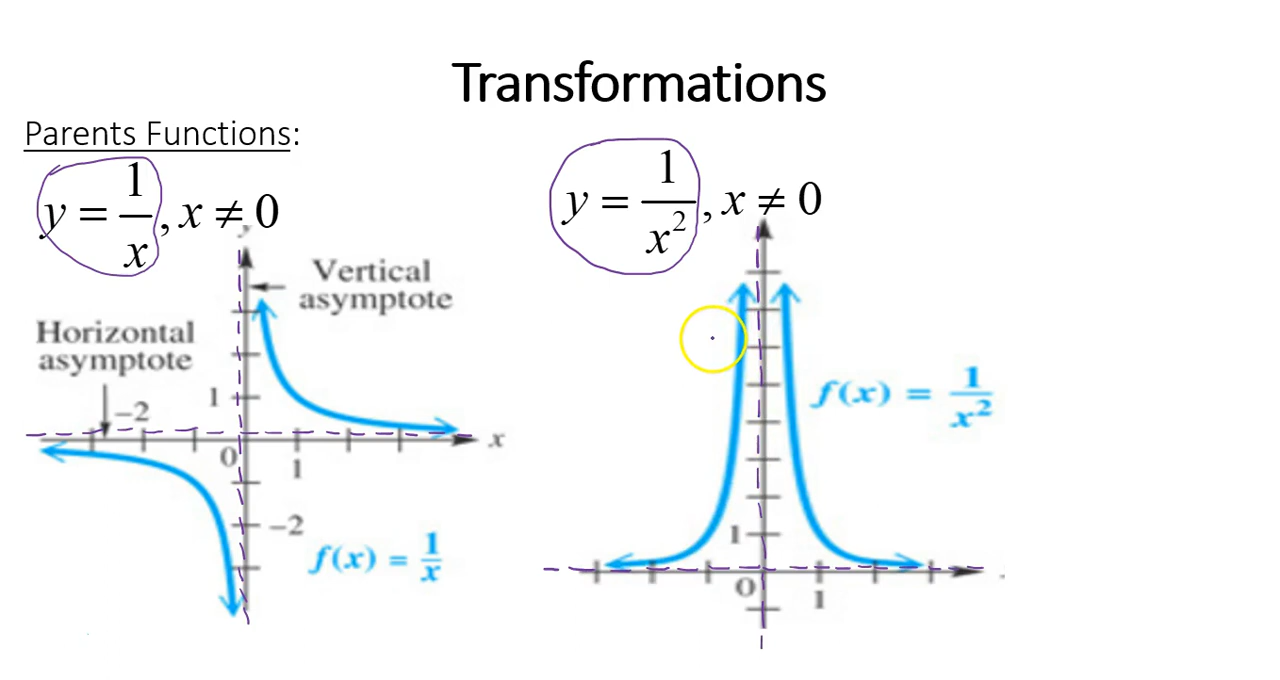 Transformations
Parents Functions:
y = 1/x, x ≠ 0
y = 1/x², x ≠ 0
y
Vertical
asymptote
Horizontal
asymptote
1
-2
x
0
1
-2
f(x) = 1/x
f(x) = 1/x²
1
0
1